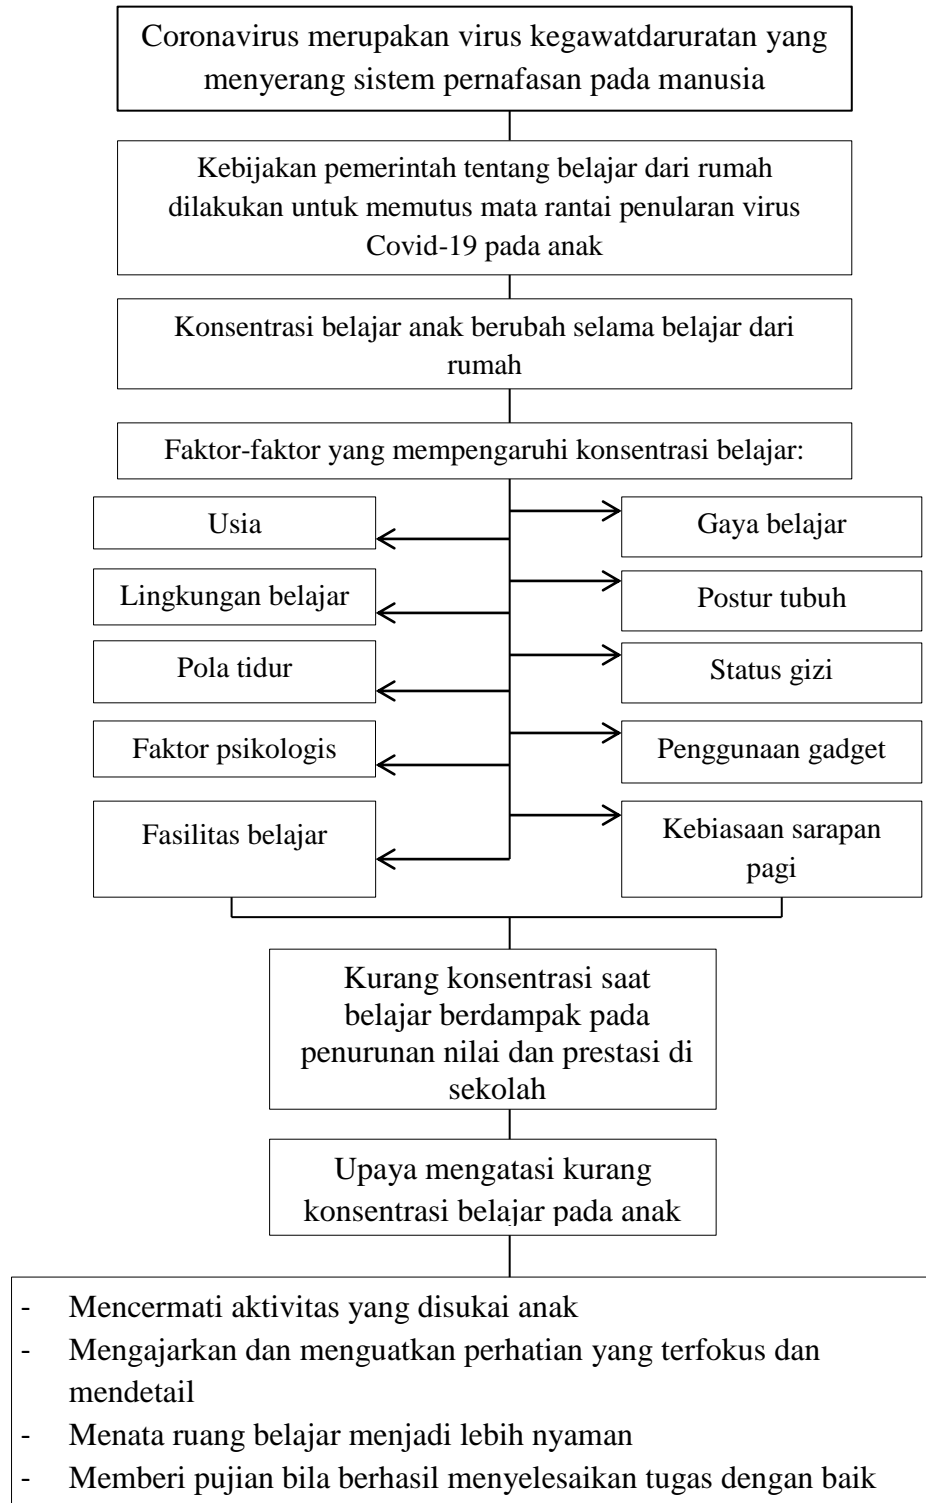 Coronavirus merupakan virus kegawatdaruratan yang
menyerang sistem pernafasan pada manusia
Kebijakan pemerintah tentang belajar dari rumah
dilakukan untuk memutus mata rantai penularan virus
Covid-19 pada anak
Konsentrasi belajar anak berubah selama belajar dari
rumah
Faktor-faktor yang mempengaruhi konsentrasi belajar:
Usia
Gaya belajar
Lingkungan belajar
Postur tubuh
Pola tidur
Status gizi
Faktor psikologis
Penggunaan gadget
Fasilitas belajar
Kebiasaan sarapan
pagi
Kurang konsentrasi saat
belajar berdampak pada
penurunan nilai dan prestasi di
sekolah
Upaya mengatasi kurang
konsentrasi belajar pada anak
- Mencermati aktivitas yang disukai anak
- Mengajarkan dan menguatkan perhatian yang terfokus dan
mendetail
- Menata ruang belajar menjadi lebih nyaman
- Memberi pujian bila berhasil menyelesaikan tugas dengan baik